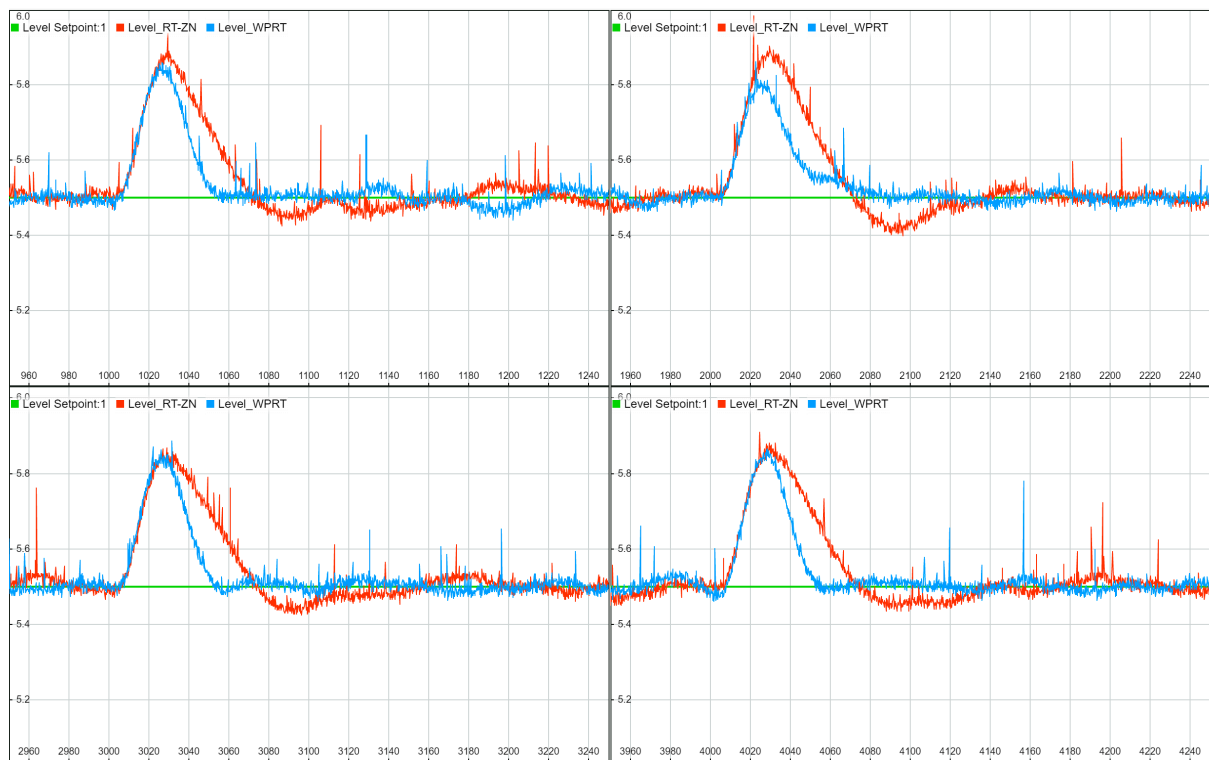 6.0
Level Setpoint:1 Level_RT-ZN Level_WPRT
5.8
5.6
5.4
5.2
960 980 1000 1020 1040 1060 1080 1100 1120 1140 1160 1180 1200 1220 1240
6.0
Level Setpoint:1 Level_RT-ZN Level_WPRT
5.8
5.6
5.4
5.2
1960 1980 2000 2020 2040 2060 2080 2100 2120 2140 2160 2180 2200 2220 2240
6.0
Level Setpoint:1 Level_RT-ZN Level_WPRT
5.8
5.6
5.4
5.2
2960 2980 3000 3020 3040 3060 3080 3100 3120 3140 3160 3180 3200 3220 3240
6.0
Level Setpoint:1 Level_RT-ZN Level_WPRT
5.8
5.6
5.4
5.2
3960 3980 4000 4020 4040 4060 4080 4100 4120 4140 4160 4180 4200 4220 4240